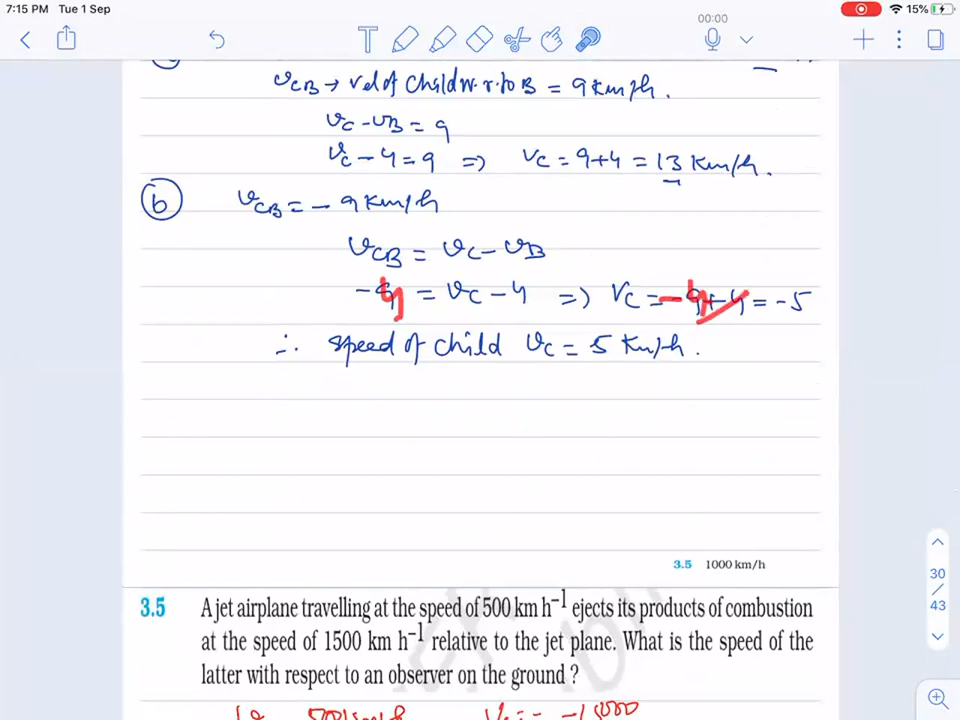 7:15 PM Tue 1 Sep
00:00
15%
T
vCB → vel of Child w.r.to B = 9 km/h.
vC - vB = 9
vC - 4 = 9 => vC = 9+4 = 13 Km/h.
b vCB = - 9 km/h
vCB = vC - vB
-9 = vC - 4 => VC = -9+4 = -5
∴ speed of child vC = 5 Km/h.
3.5 1000 km/h
3.5 A jet airplane travelling at the speed of 500 km h⁻¹ ejects its products of combustion
at the speed of 1500 km h⁻¹ relative to the jet plane. What is the speed of the
latter with respect to an observer on the ground ?
30
/
43